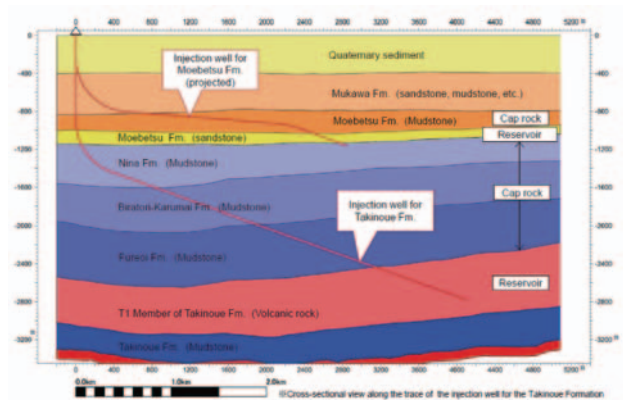 0 400 800 1200 1600 2000 2400 2800 3200 3600 4000 4400 4800 5200
0
-400
-800
-1200
-1600
-2000
-2400
-2800
-3200
Injection well for
Moebetsu Fm.
(projected)
Quaternary sediment
Mukawa Fm. (sandstone, mudstone, etc.)
Moebetsu Fm. (Mudstone)
Cap rock
Moebetsu Fm. (sandstone)
Reservoir
Nina Fm. (Mudstone)
Cap rock
Biratori-Karumai Fm. (Mudstone)
Injection well for
Takinoue Fm.
Fureoi Fm. (Mudstone)
Reservoir
T1 Member of Takinoue Fm. (Volcanic rock)
Takinoue Fm. (Mudstone)
0.0km 1.0km 2.0km
※Cross-sectional view along the trace of the injection well for the Takinoue Formation